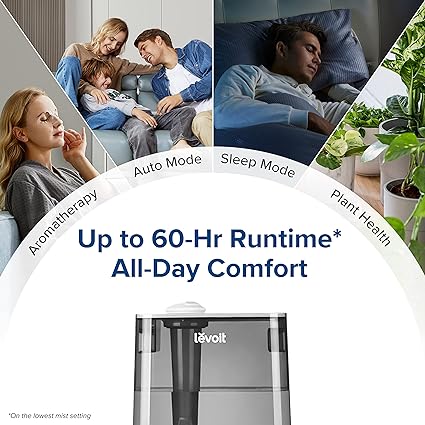 Aromatherapy
Auto Mode
Sleep Mode
Plant Health
Up to 60-Hr Runtime*
All-Day Comfort
levoit
*On the lowest mist setting